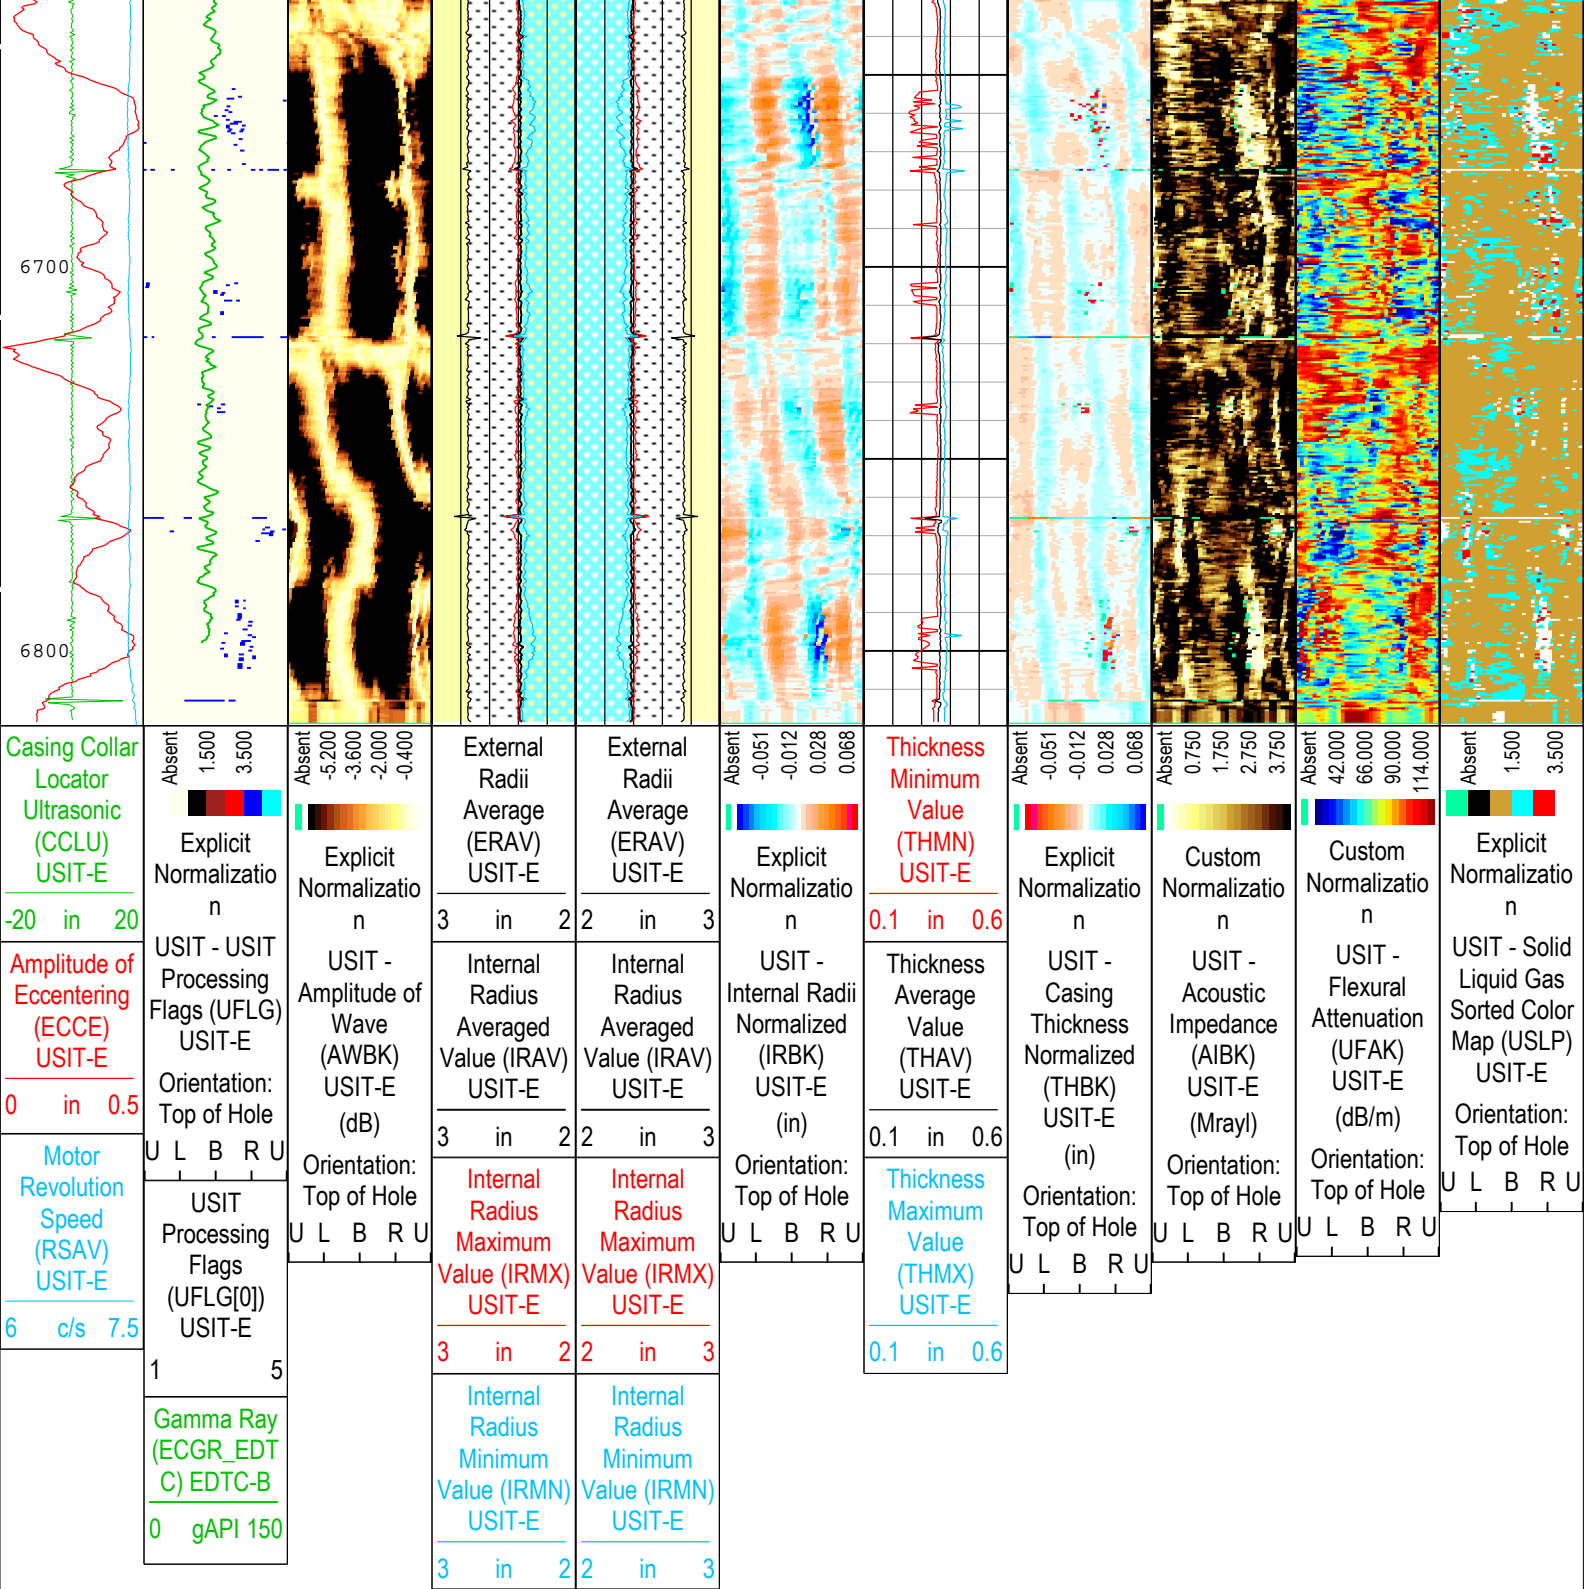 6700
6800
Casing Collar
Locator
Ultrasonic
(CCLU)
USIT-E
-20 in 20
Amplitude of
Eccentering
(ECCE)
USIT-E
0 in 0.5
Motor
Revolution
Speed
(RSAV)
USIT-E
6 c/s 7.5
Absent
1.500
3.500
Explicit
Normalizatio
n
USIT - USIT
Processing
Flags (UFLG)
USIT-E
Orientation:
Top of Hole
U L B R U
USIT
Processing
Flags
(UFLG[0])
USIT-E
1 5
Gamma Ray
(ECGR_EDT
C) EDTC-B
0 gAPI 150
Absent
-5.200
-3.600
-2.000
-0.400
Explicit
Normalizatio
n
USIT -
Amplitude of
Wave
(AWBK)
USIT-E
(dB)
Orientation:
Top of Hole
U L B R U
External
Radii
Average
(ERAV)
USIT-E
3 in 2
Internal
Radius
Averaged
Value (IRAV)
USIT-E
3 in 2
Internal
Radius
Maximum
Value (IRMX)
USIT-E
3 in 2
Internal
Radius
Minimum
Value (IRMN)
USIT-E
3 in 2
External
Radii
Average
(ERAV)
USIT-E
2 in 3
Internal
Radius
Averaged
Value (IRAV)
USIT-E
2 in 3
Internal
Radius
Maximum
Value (IRMX)
USIT-E
2 in 3
Internal
Radius
Minimum
Value (IRMN)
USIT-E
2 in 3
Absent
-0.051
-0.012
0.028
0.068
Explicit
Normalizatio
n
USIT -
Internal Radii
Normalized
(IRBK)
USIT-E
(in)
Orientation:
Top of Hole
U L B R U
Thickness
Minimum
Value
(THMN)
USIT-E
0.1 in 0.6
Thickness
Average
Value
(THAV)
USIT-E
0.1 in 0.6
Thickness
Maximum
Value
(THMX)
USIT-E
0.1 in 0.6
Absent
-0.051
-0.012
0.028
0.068
Explicit
Normalizatio
n
USIT -
Casing
Thickness
Normalized
(THBK)
USIT-E
(in)
Orientation:
Top of Hole
U L B R U
Absent
0.750
1.750
2.750
3.750
Custom
Normalizatio
n
USIT -
Acoustic
Impedance
(AIBK)
USIT-E
(Mrayl)
Orientation:
Top of Hole
U L B R U
Absent
42.000
66.000
90.000
114.000
Custom
Normalizatio
n
USIT -
Flexural
Attenuation
(UFAK)
USIT-E
(dB/m)
Orientation:
Top of Hole
U L B R U
Absent
1.500
3.500
Explicit
Normalizatio
n
USIT - Solid
Liquid Gas
Sorted Color
Map (USLP)
USIT-E
Orientation:
Top of Hole
U L B R U